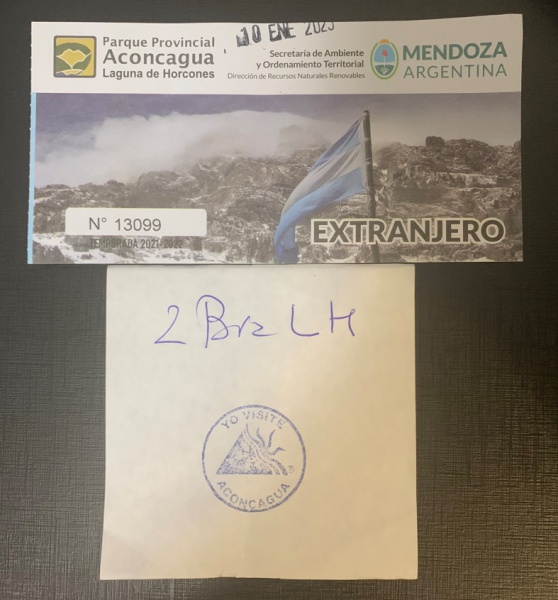 10 ENE 2023
Parque Provincial
Aconcagua
Laguna de Horcones
Secretaría de Ambiente
y Ordenamiento Territorial
Dirección de Recursos Naturales Renovables
MENDOZA
ARGENTINA
N° 13099
TEMPORADA 2021-2022
EXTRANJERO
2 Bra LH
YO VISITE
ACONCAGUA